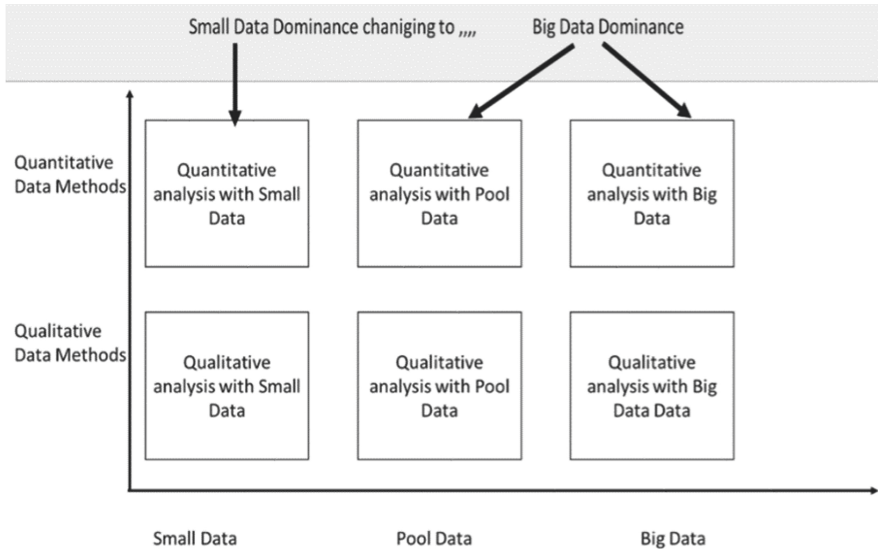 Small Data Dominance chaniging to ,,,, Big Data Dominance
Quantitative
Data Methods
Quantitative
analysis with Small
Data
Quantitative
analysis with Pool
Data
Quantitative
analysis with Big
Data
Qualitative
Data Methods
Qualitative
analysis with Small
Data
Qualitative
analysis with Pool
Data
Qualitative
analysis with Big
Data Data
Small Data
Pool Data
Big Data